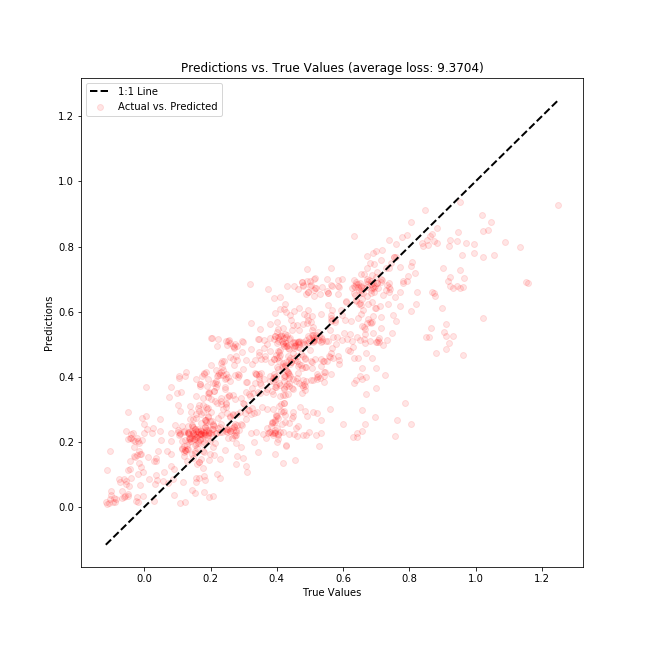 Predictions vs. True Values (average loss: 9.3704)
1:1 Line
Actual vs. Predicted
1.2
1.0
0.8
0.6
0.4
0.2
0.0
Predictions
0.0 0.2 0.4 0.6 0.8 1.0 1.2
True Values